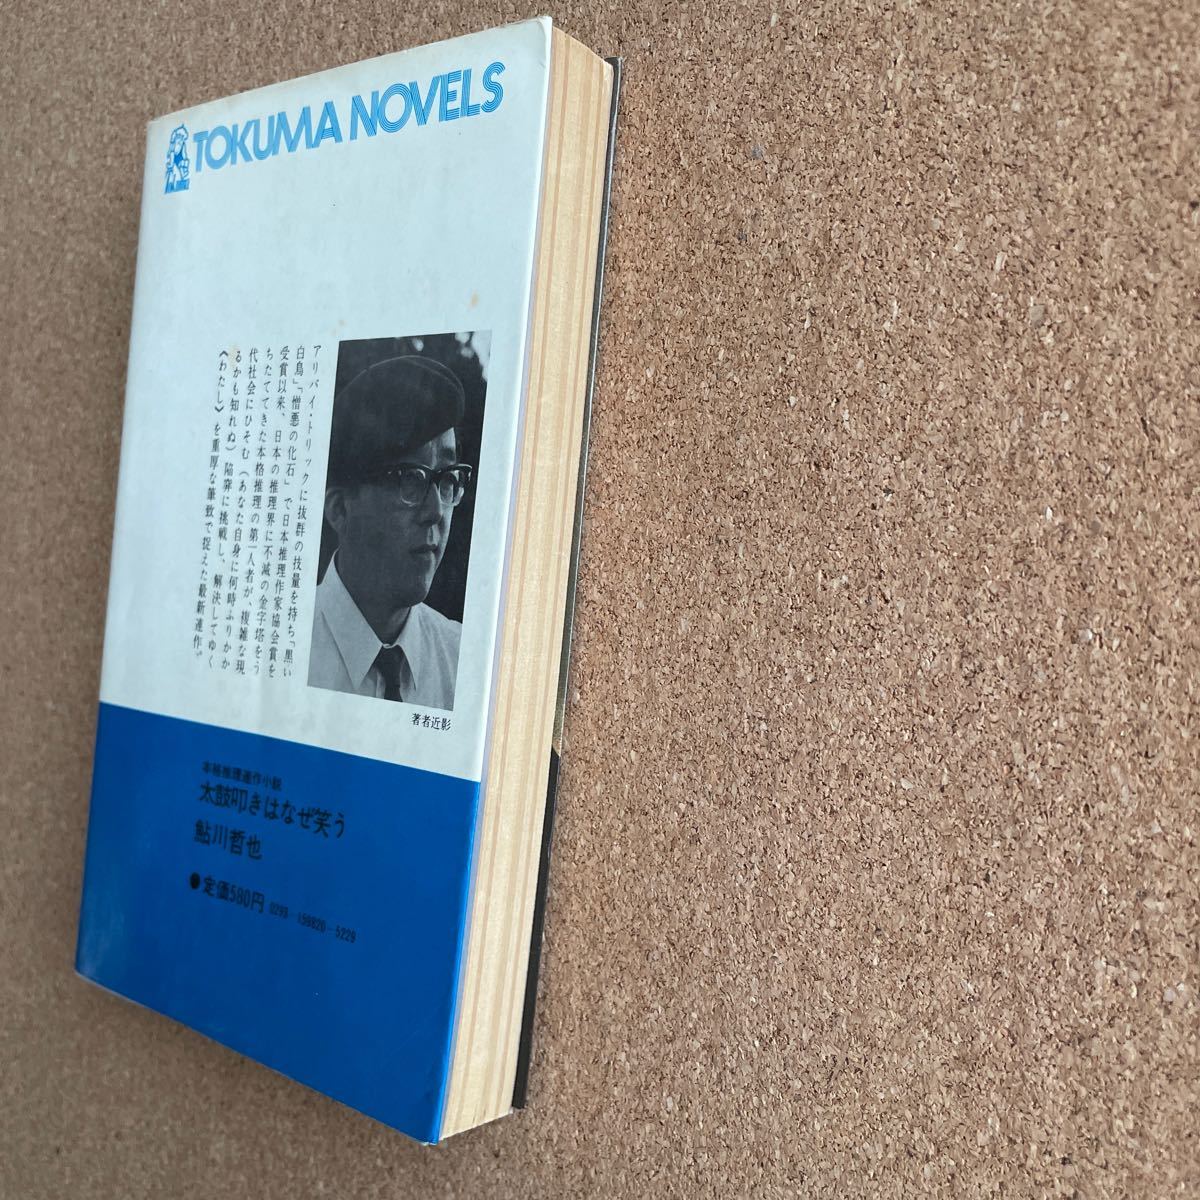 TOKUMA NOVELS
アリバイ・トリックに抜群の技量を持ち「黒い
白鳥」「憎悪の化石」で日本推理作家協会賞を
受賞以来、日本の推理界に不滅の金字塔をう
ちたててきた本格推理の第一人者が、複雑な現
代社会にひそむ（あなた自身に何時ふりかか
るかも知れぬ）陥穽に挑戦し、解決してゆく
《わたし》を重厚な筆致で捉えた最新連作。
著者近影
本格推理連作小説
太鼓叩きはなぜ笑う
鮎川哲也
●定価580円 0293-159820-5229